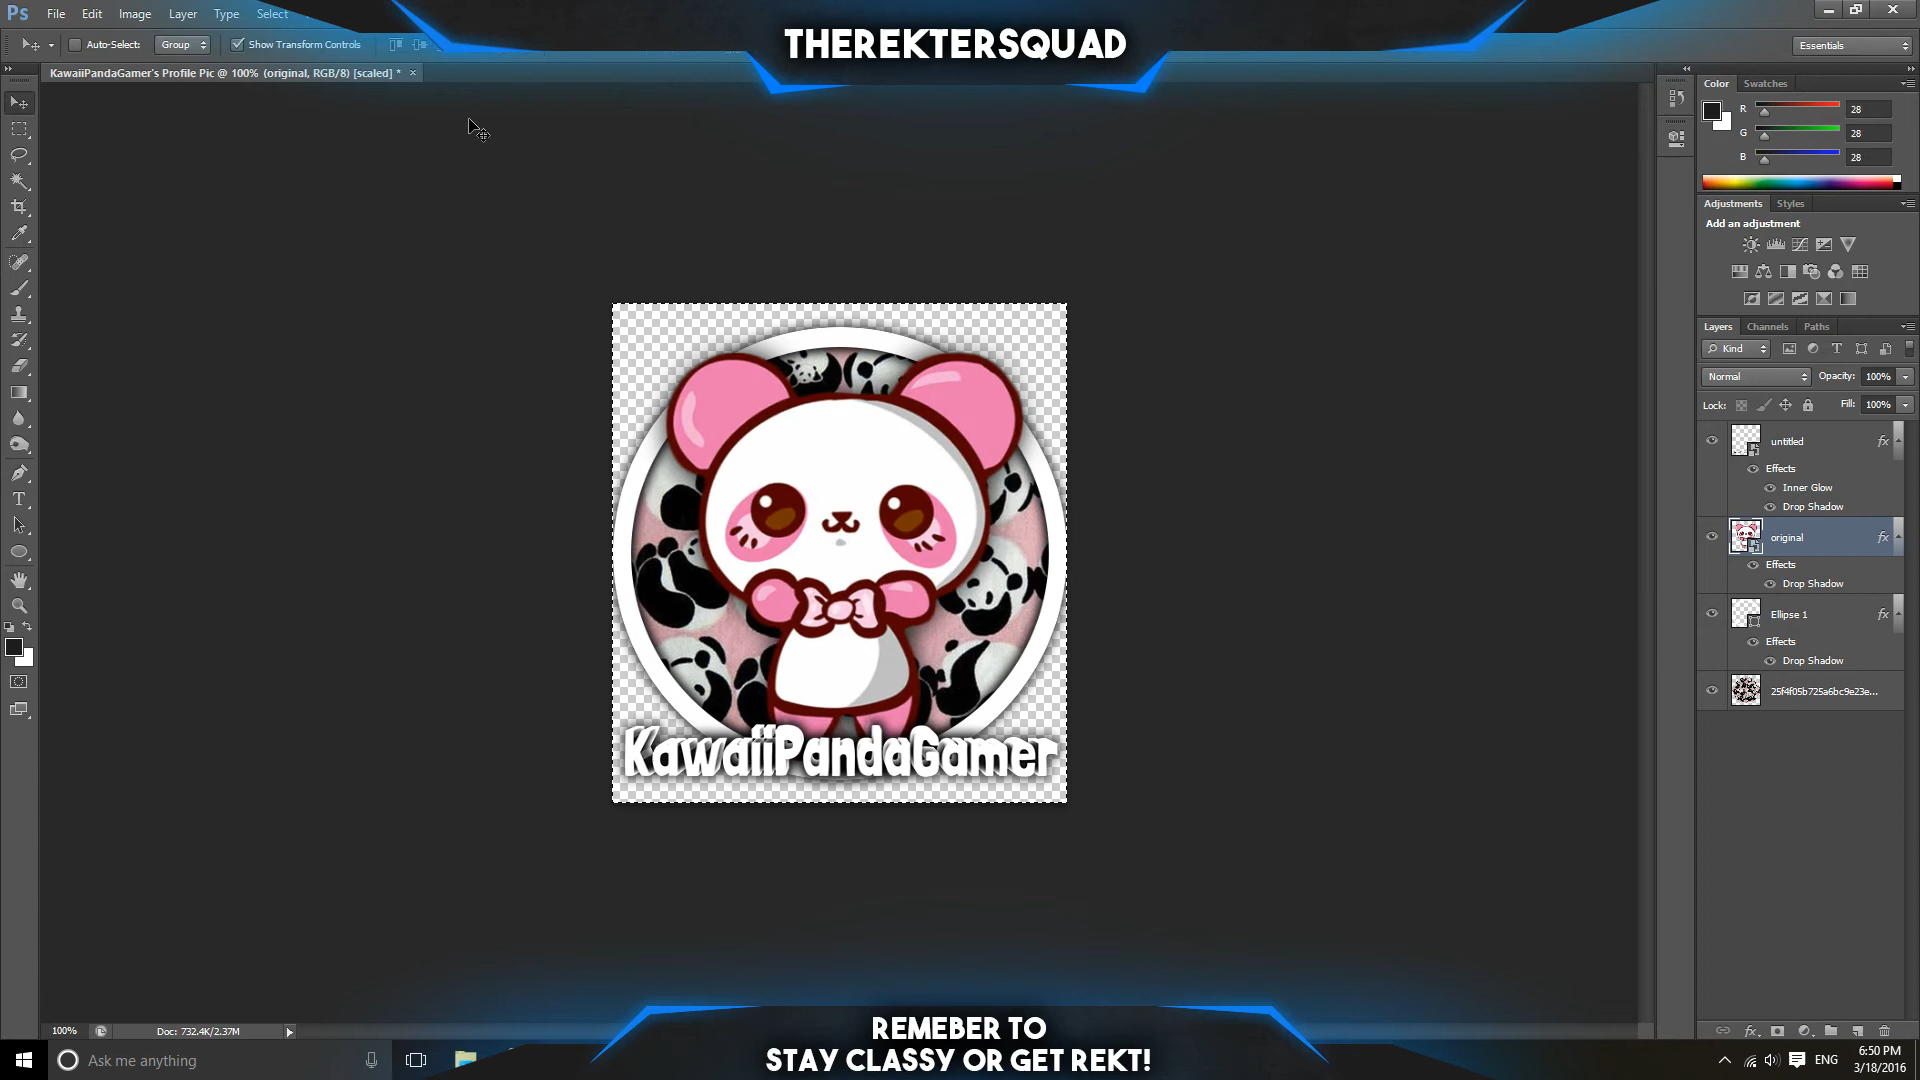 Ps File Edit Image Layer Type Select
THEREKTERSQUAD
Auto-Select: Group Show Transform Controls
Essentials
KawaiiPandaGamer's Profile Pic @ 100% (original, RGB/8) [scaled] * ×
Color Swatches
R 28
G 28
B 28
Adjustments Styles
Add an adjustment
Layers Channels Paths
Kind
Normal Opacity: 100%
Lock: Fill: 100%
untitled fx
Effects
Inner Glow
Drop Shadow
original fx
Effects
Drop Shadow
Ellipse 1 fx
Effects
Drop Shadow
25f4f05b725a6bc9e23e...
KawaiiPandaGamer
100% Doc: 732.4K/2.37M
REMEBER TO
STAY CLASSY OR GET REKT!
Ask me anything
ENG
6:50 PM
3/18/2016